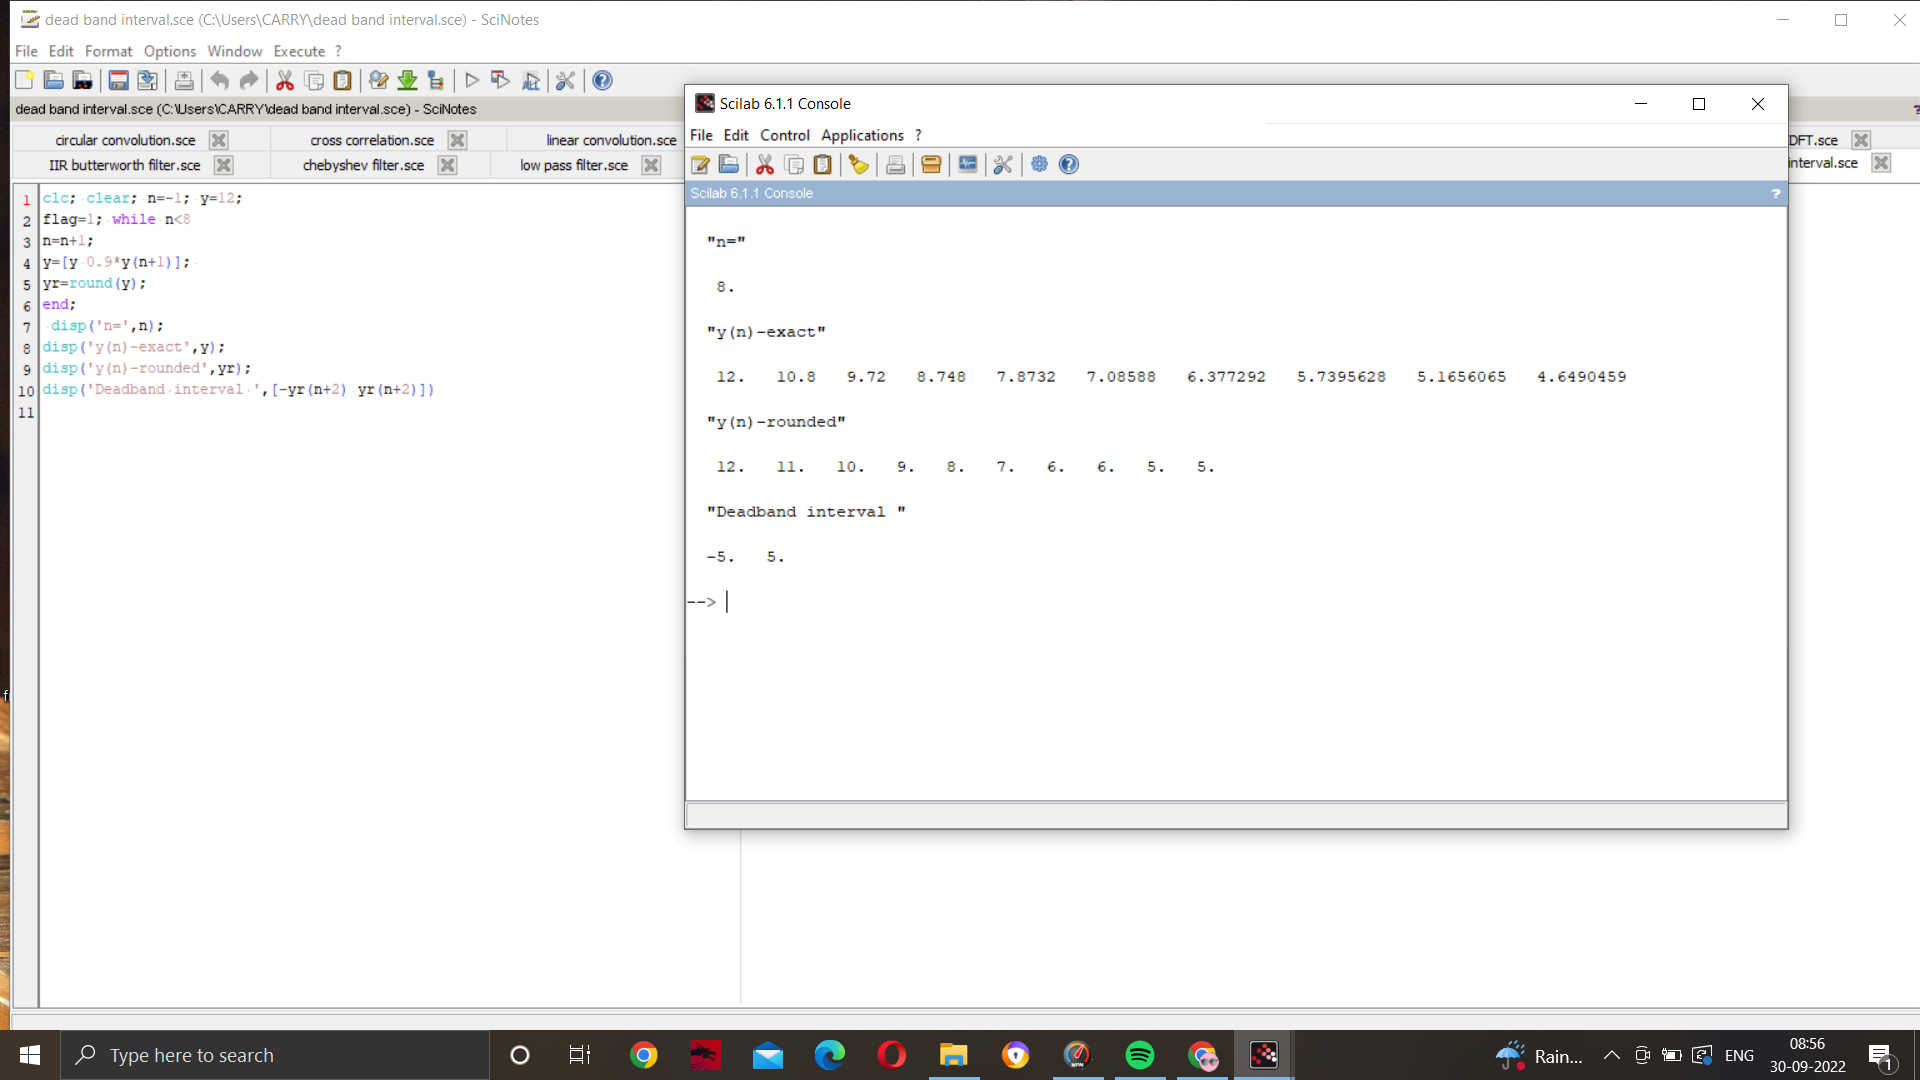 dead band interval.sce (C:\Users\CARRY\dead band interval.sce) - SciNotes
File Edit Format Options Window Execute ?
dead band interval.sce (C:\Users\CARRY\dead band interval.sce) - SciNotes
circular convolution.sce cross correlation.sce linear convolution.sce DFT.sce
IIR butterworth filter.sce chebyshev filter.sce low pass filter.sce interval.sce
1 clc; clear; n=-1; y=12;
2 flag=1; while n<8
3 n=n+1;
4 y=[y 0.9*y(n+1)];
5 yr=round(y);
6 end;
7 disp('n=',n);
8 disp('y(n)-exact',y);
9 disp('y(n)-rounded',yr);
10 disp('Deadband interval ',[-yr(n+2) yr(n+2)])
11
Scilab 6.1.1 Console
File Edit Control Applications ?
Scilab 6.1.1 Console ?
"n="
8.
"y(n)-exact"
12. 10.8 9.72 8.748 7.8732 7.08588 6.377292 5.7395628 5.1656065 4.6490459
"y(n)-rounded"
12. 11. 10. 9. 8. 7. 6. 6. 5. 5.
"Deadband interval "
-5. 5.
-->
Type here to search
Rain...
ENG
08:56
30-09-2022
1